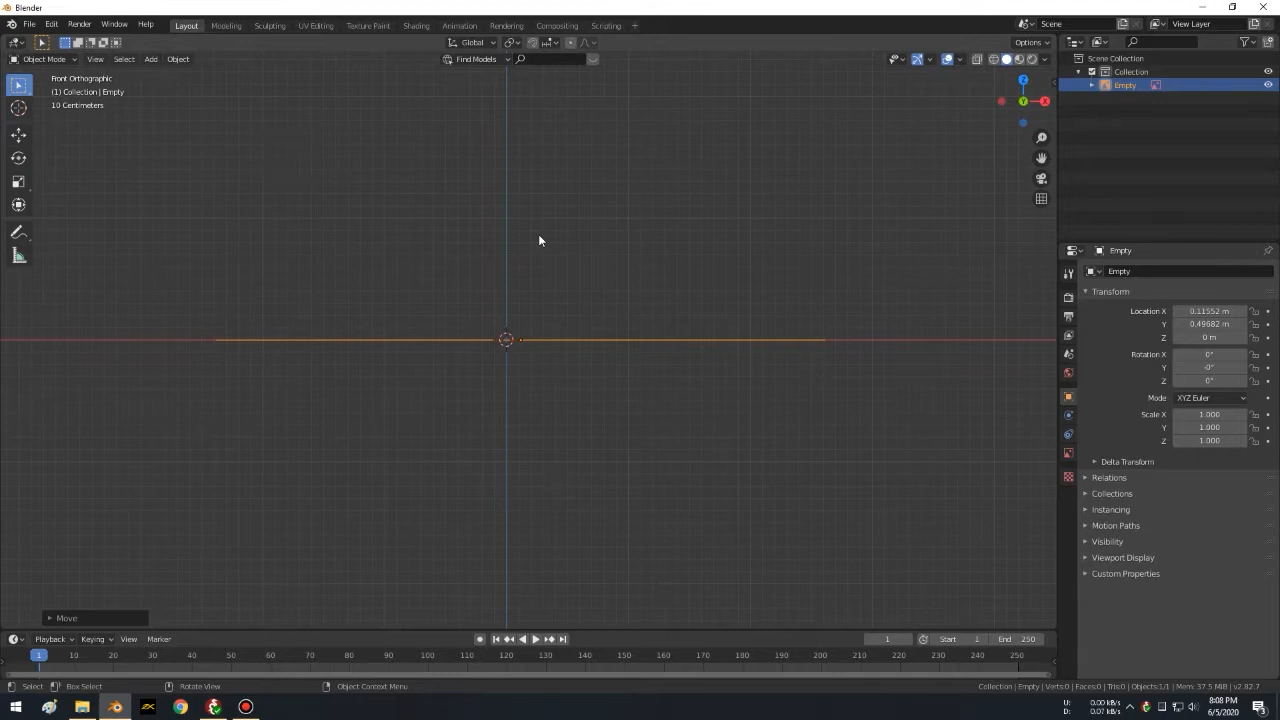 Blender
File Edit Render Window Help
Layout Modeling Sculpting UV Editing Texture Paint Shading Animation Rendering Compositing Scripting +
Scene View Layer
Global Options
Object Mode View Select Add Object Find Models
Front Orthographic
(1) Collection | Empty
10 Centimeters
Z
Y
X
Scene Collection
Collection
Empty
Empty
Empty
Transform
Location X 0.11552 m
Y 0.49682 m
Z 0 m
Rotation X 0°
Y -0°
Z 0°
Mode XYZ Euler
Scale X 1.000
Y 1.000
Z 1.000
Delta Transform
Relations
Collections
Instancing
Motion Paths
Visibility
Viewport Display
Custom Properties
Move
Playback Keying View Marker 1 Start 1 End 250
1 10 20 30 40 50 60 70 80 90 100 110 120 130 140 150 160 170 180 190 200 210 220 230 240 250
Select Box Select Rotate View Object Context Menu Collection | Empty | Verts:0 | Faces:0 | Tris:0 | Objects:1/1 | Mem: 37.5 MiB | v2.82.7
U: 0.00 kB/s
D: 0.07 kB/s
8:08 PM
6/5/2020